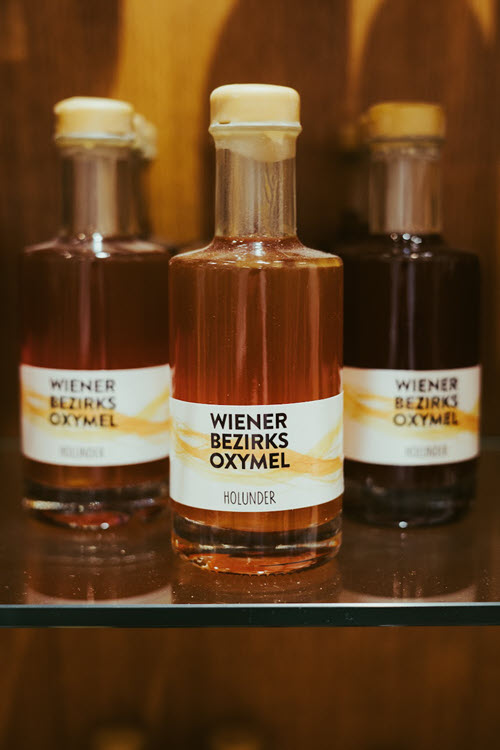 WIENER
BEZIRKS
OXYMEL
HOLUNDER
WIENER
BEZIRKS
OXYMEL
HOLUNDER
WIENER
BEZIRKS
OXYMEL
HOLUNDER